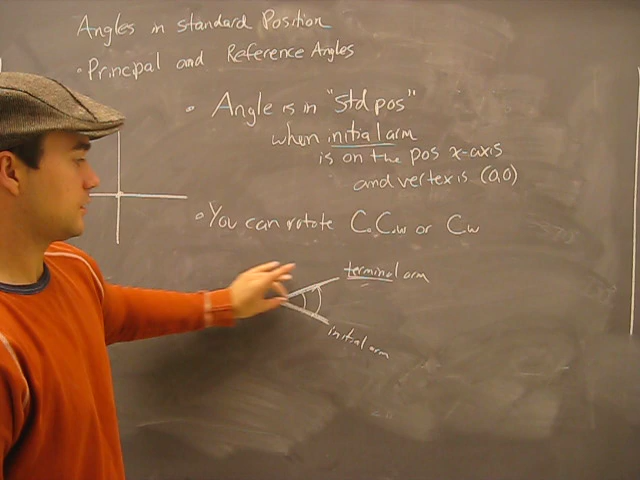 Angles in standard Position
• Principal and Reference Angles
• Angle is in "std pos"
when initial arm
is on the pos x-axis
and vertex is (0,0)
• You can rotate C.C.W or CW
terminal arm
initial arm